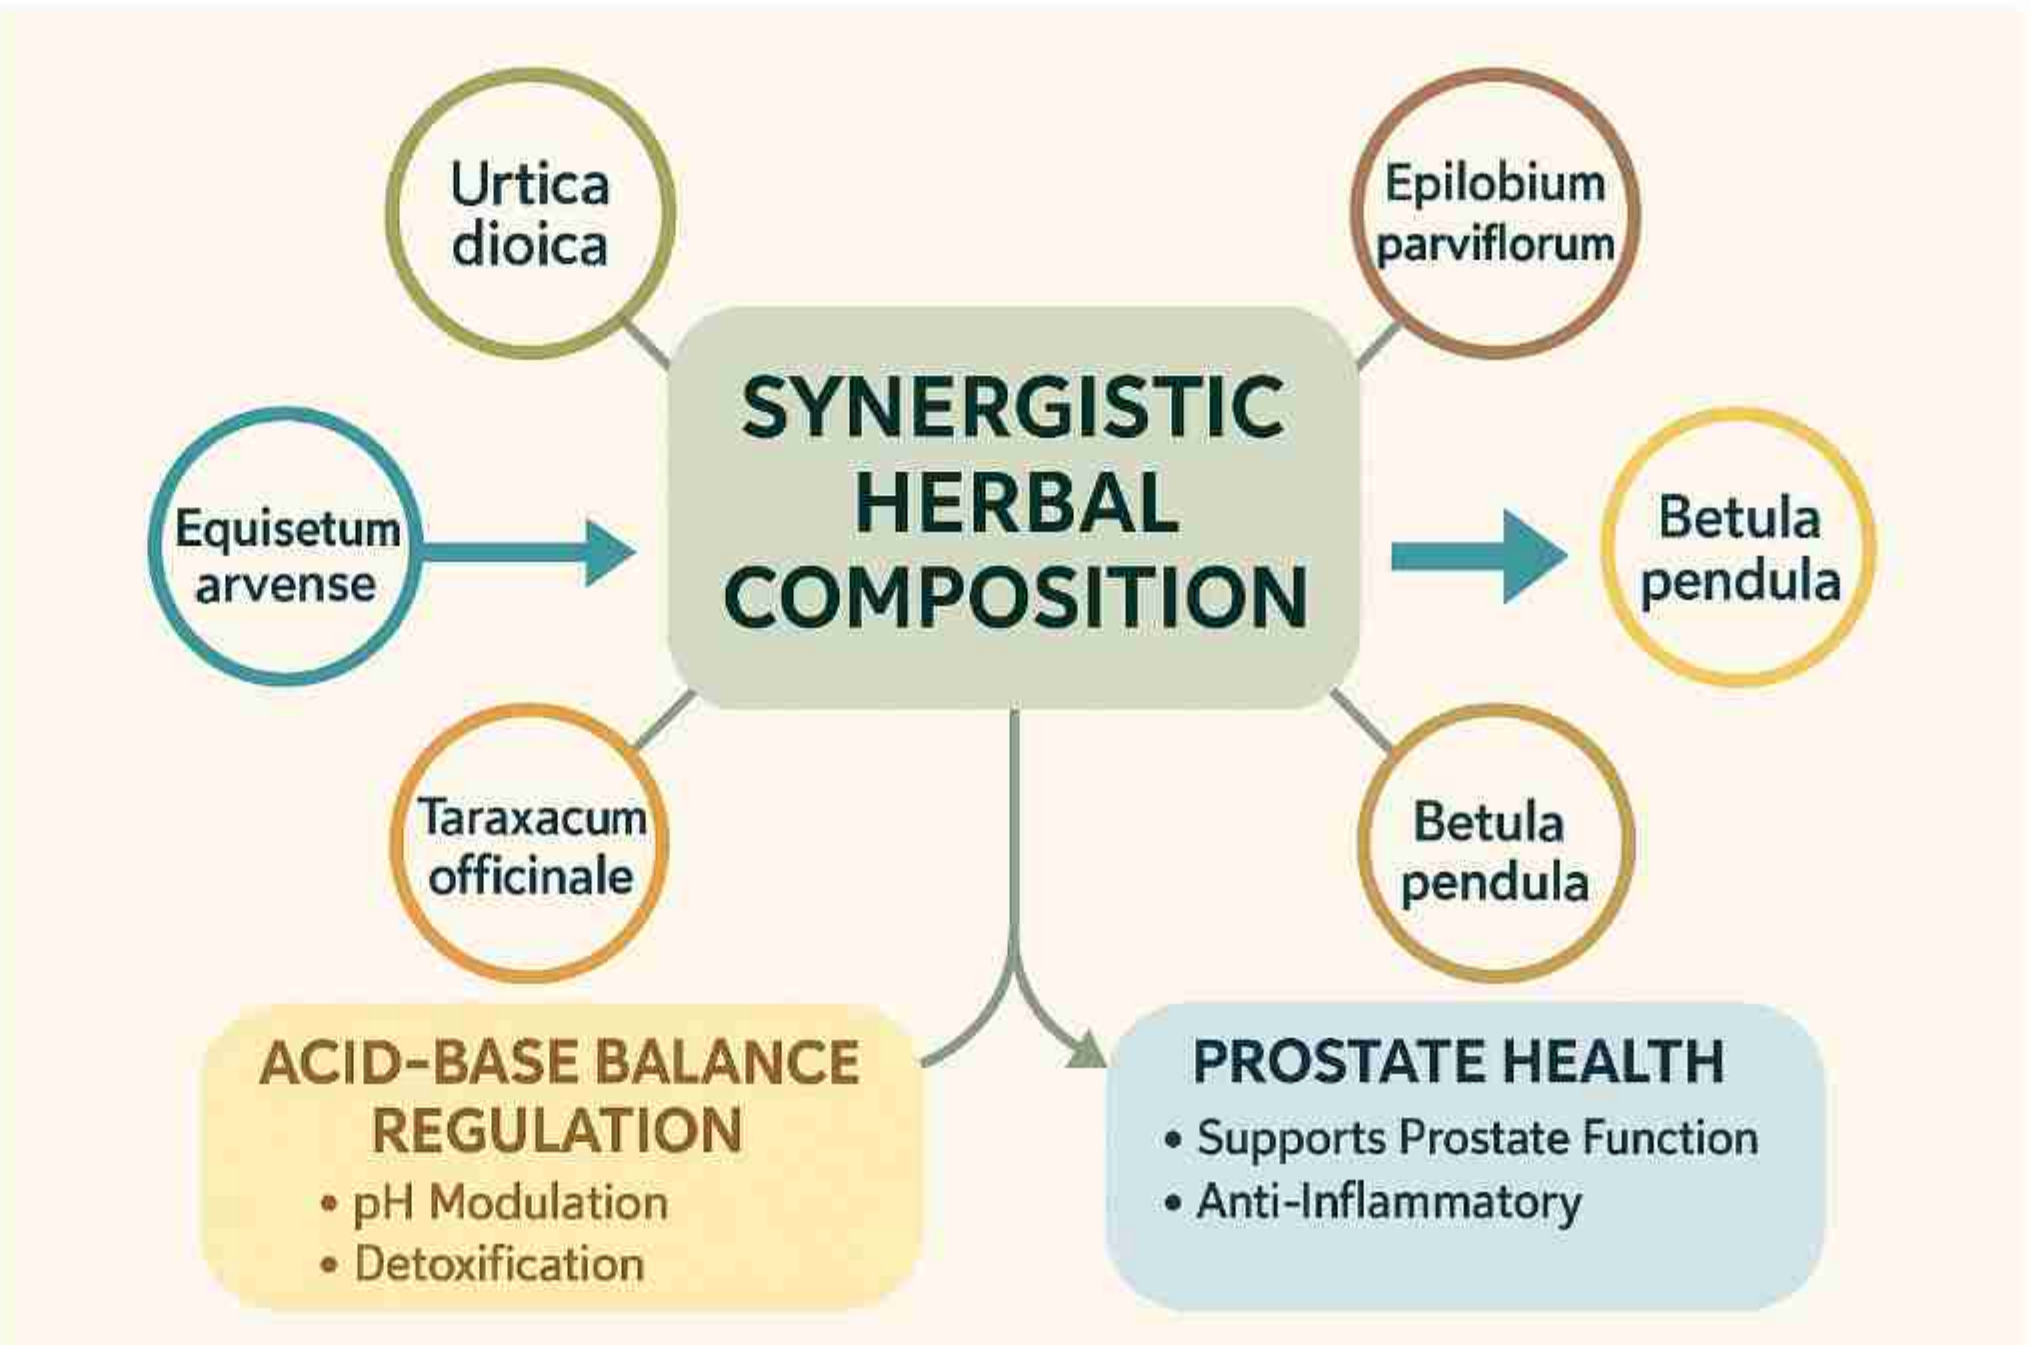 Urtica
dioica
Epilobium
parviflorum
SYNERGISTIC
HERBAL
COMPOSITION
Equisetum
arvense
Betula
pendula
Taraxacum
officinale
Betula
pendula
ACID-BASE BALANCE
REGULATION
• pH Modulation
• Detoxification
PROSTATE HEALTH
• Supports Prostate Function
• Anti-Inflammatory